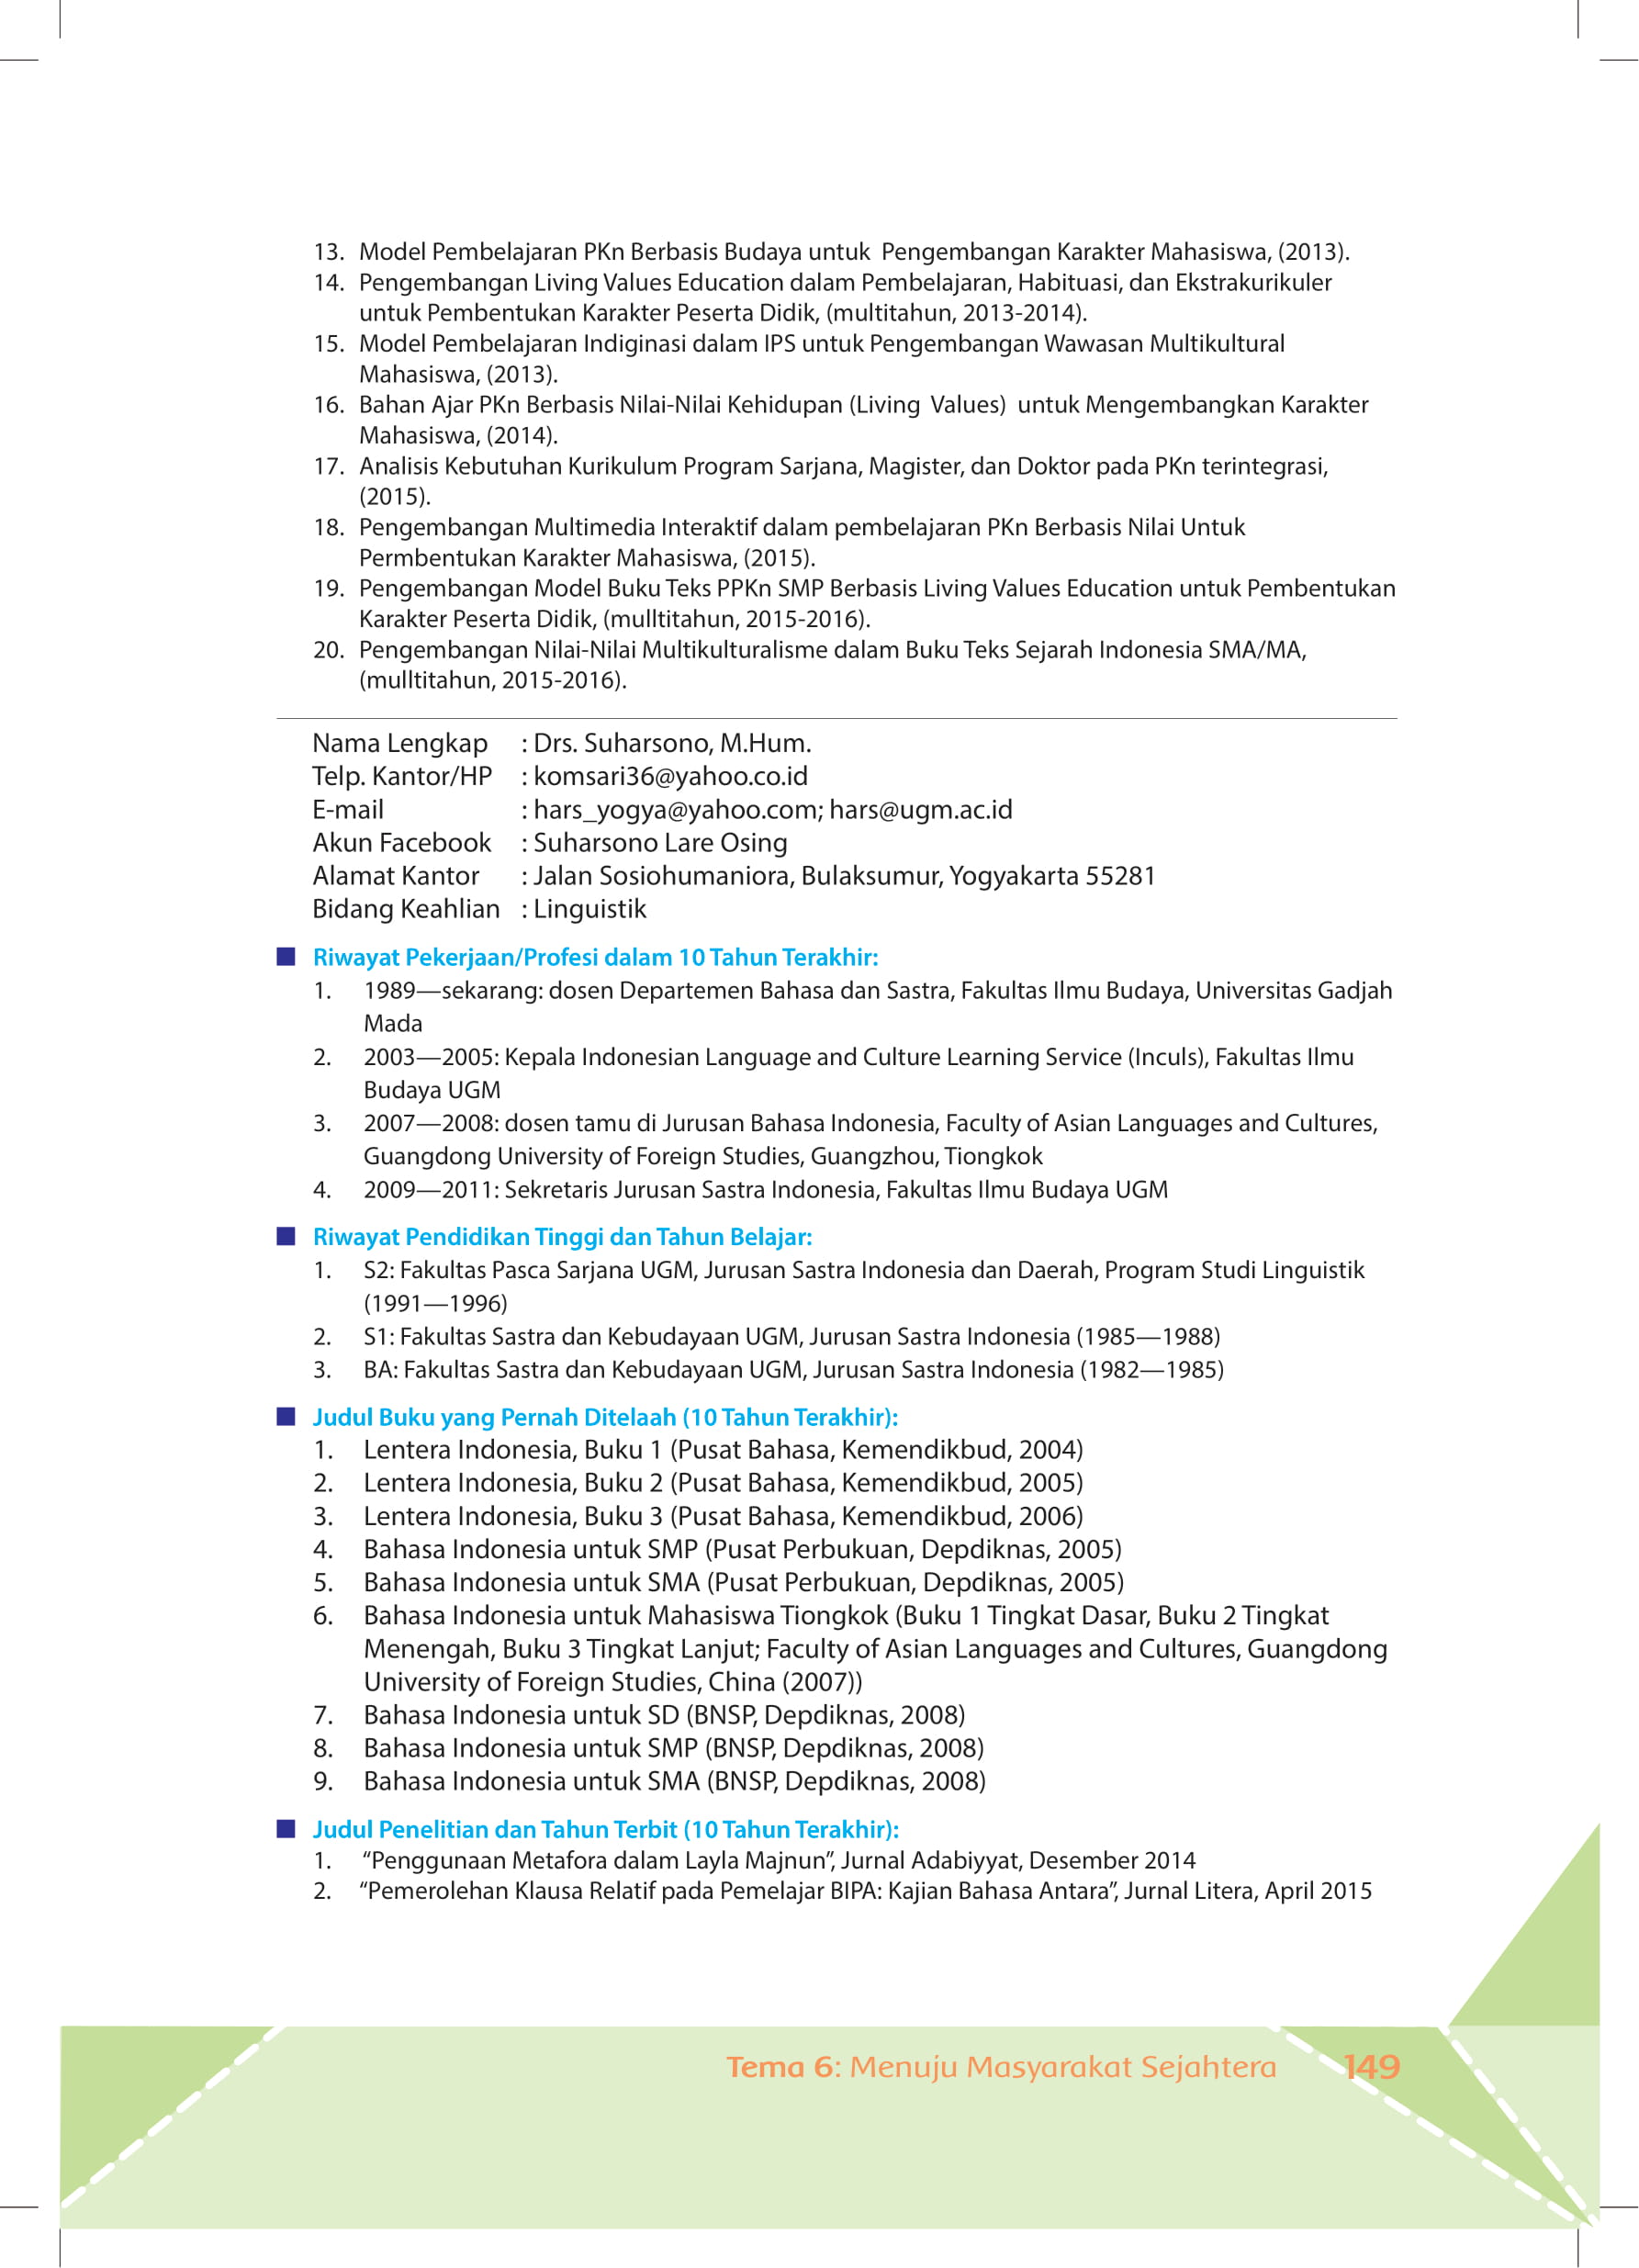 13. Model Pembelajaran PKn Berbasis Budaya untuk Pengembangan Karakter Mahasiswa, (2013).
14. Pengembangan Living Values Education dalam Pembelajaran, Habituasi, dan Ekstrakurikuler
untuk Pembentukan Karakter Peserta Didik, (multitahun, 2013-2014).
15. Model Pembelajaran Indiginasi dalam IPS untuk Pengembangan Wawasan Multikultural
Mahasiswa, (2013).
16. Bahan Ajar PKn Berbasis Nilai-Nilai Kehidupan (Living Values) untuk Mengembangkan Karakter
Mahasiswa, (2014).
17. Analisis Kebutuhan Kurikulum Program Sarjana, Magister, dan Doktor pada PKn terintegrasi,
(2015).
18. Pengembangan Multimedia Interaktif dalam pembelajaran PKn Berbasis Nilai Untuk
Permbentukan Karakter Mahasiswa, (2015).
19. Pengembangan Model Buku Teks PPKn SMP Berbasis Living Values Education untuk Pembentukan
Karakter Peserta Didik, (mulltitahun, 2015-2016).
20. Pengembangan Nilai-Nilai Multikulturalisme dalam Buku Teks Sejarah Indonesia SMA/MA,
(mulltitahun, 2015-2016).
Nama Lengkap : Drs. Suharsono, M.Hum.
Telp. Kantor/HP : komsari36@yahoo.co.id
E-mail : hars_yogya@yahoo.com; hars@ugm.ac.id
Akun Facebook : Suharsono Lare Osing
Alamat Kantor : Jalan Sosiohumaniora, Bulaksumur, Yogyakarta 55281
Bidang Keahlian : Linguistik
Riwayat Pekerjaan/Profesi dalam 10 Tahun Terakhir:
1. 1989—sekarang: dosen Departemen Bahasa dan Sastra, Fakultas Ilmu Budaya, Universitas Gadjah
Mada
2. 2003—2005: Kepala Indonesian Language and Culture Learning Service (Inculs), Fakultas Ilmu
Budaya UGM
3. 2007—2008: dosen tamu di Jurusan Bahasa Indonesia, Faculty of Asian Languages and Cultures,
Guangdong University of Foreign Studies, Guangzhou, Tiongkok
4. 2009—2011: Sekretaris Jurusan Sastra Indonesia, Fakultas Ilmu Budaya UGM
Riwayat Pendidikan Tinggi dan Tahun Belajar:
1. S2: Fakultas Pasca Sarjana UGM, Jurusan Sastra Indonesia dan Daerah, Program Studi Linguistik
(1991—1996)
2. S1: Fakultas Sastra dan Kebudayaan UGM, Jurusan Sastra Indonesia (1985—1988)
3. BA: Fakultas Sastra dan Kebudayaan UGM, Jurusan Sastra Indonesia (1982—1985)
Judul Buku yang Pernah Ditelaah (10 Tahun Terakhir):
1. Lentera Indonesia, Buku 1 (Pusat Bahasa, Kemendikbud, 2004)
2. Lentera Indonesia, Buku 2 (Pusat Bahasa, Kemendikbud, 2005)
3. Lentera Indonesia, Buku 3 (Pusat Bahasa, Kemendikbud, 2006)
4. Bahasa Indonesia untuk SMP (Pusat Perbukuan, Depdiknas, 2005)
5. Bahasa Indonesia untuk SMA (Pusat Perbukuan, Depdiknas, 2005)
6. Bahasa Indonesia untuk Mahasiswa Tiongkok (Buku 1 Tingkat Dasar, Buku 2 Tingkat
Menengah, Buku 3 Tingkat Lanjut; Faculty of Asian Languages and Cultures, Guangdong
University of Foreign Studies, China (2007))
7. Bahasa Indonesia untuk SD (BNSP, Depdiknas, 2008)
8. Bahasa Indonesia untuk SMP (BNSP, Depdiknas, 2008)
9. Bahasa Indonesia untuk SMA (BNSP, Depdiknas, 2008)
Judul Penelitian dan Tahun Terbit (10 Tahun Terakhir):
1. “Penggunaan Metafora dalam Layla Majnun”, Jurnal Adabiyyat, Desember 2014
2. “Pemerolehan Klausa Relatif pada Pemelajar BIPA: Kajian Bahasa Antara”, Jurnal Litera, April 2015
Tema 6: Menuju Masyarakat Sejahtera 149